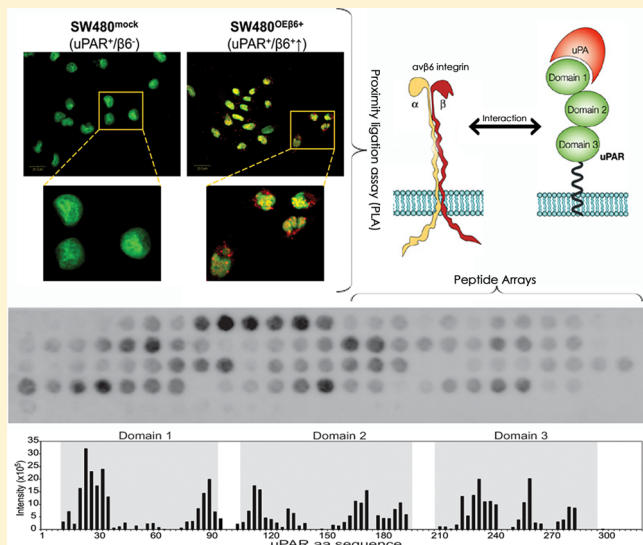 SW480mock
(uPAR+/β6-)
SW480OEβ6+
(uPAR+/β6+↑)
Proximity ligation assay (PLA)
αvβ6 integrin
α
β
Interaction
uPA
Domain 1
Domain 2
Domain 3
uPAR
Peptide Arrays
Domain 1
Domain 2
Domain 3
Intensity (x10⁵)
35
30
25
20
15
10
5
0
1 30 60 90 120 150 180 210 240 270 300
uPAR aa sequence